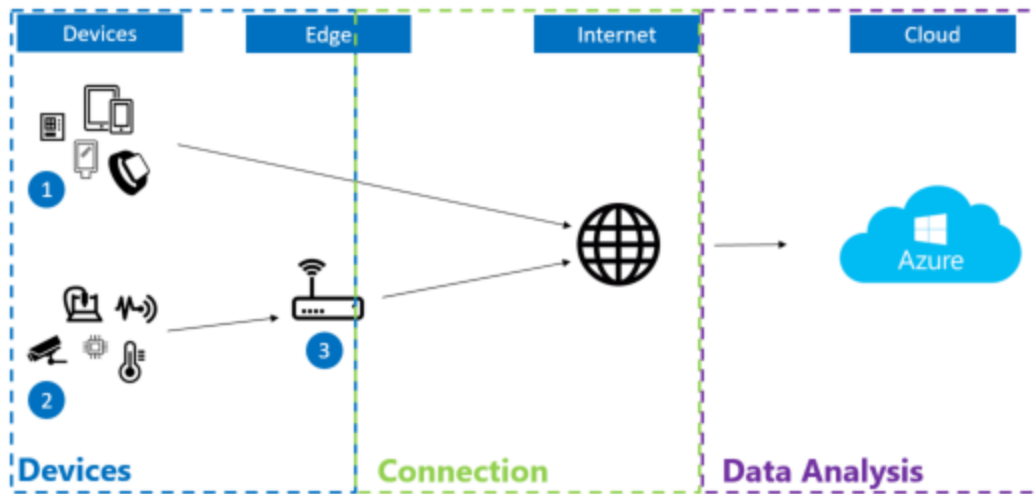 Devices
Edge
Internet
Cloud
1
Azure
3
2
Devices
Connection
Data Analysis